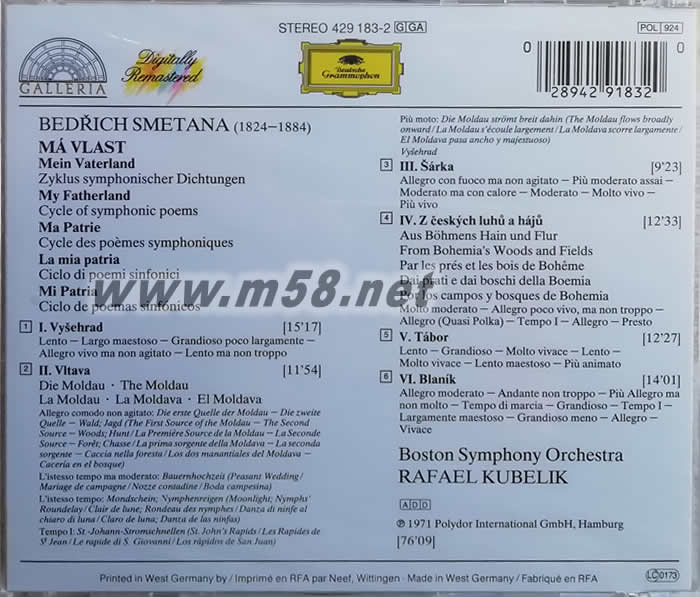 STEREO 429 183-2 G GA
POL 924
GALLERIA
Digitally
Remastered
Deutsche
Grammophon
0 0
28942 91832
BEDŘICH SMETANA (1824–1884)
MÁ VLAST
Mein Vaterland
Zyklus symphonischer Dichtungen
My Fatherland
Cycle of symphonic poems
Ma Patrie
Cycle des poèmes symphoniques
La mia patria
Ciclo di poemi sinfonici
Mi Patria
Ciclo de poemas sinfónicos
1 I. Vyšehrad [15'17]
Lento – Largo maestoso – Grandioso poco largamente –
Allegro vivo ma non agitato – Lento ma non troppo
2 II. Vltava [11'54]
Die Moldau · The Moldau
La Moldau · La Moldava · El Moldava
Allegro comodo non agitato: Die erste Quelle der Moldau – Die zweite
Quelle – Wald; Jagd (The First Source of the Moldau – The Second
Source – Woods; Hunt / La Première Source de la Moldau – La Seconde
Source – Forêt; Chasse / La prima sorgente della Moldava – La seconda
sorgente – Caccia nella foresta / Los dos manantiales del Moldava –
Cacería en el bosque)
L'istesso tempo ma moderato: Bauernhochzeit (Peasant Wedding /
Mariage de campagne / Nozze contadine / Boda campesina)
L'istesso tempo: Mondschein; Nymphenreigen (Moonlight; Nymphs'
Roundelay / Clair de lune; Rondeau des nymphes / Danza di ninfe al
chiaro di luna / Claro de luna; Danza de las ninfas)
Tempo I: St.-Johann-Stromschnellen (St. John's Rapids / Les Rapides de
St Jean / Le rapide di S. Giovanni / Los rápidos de San Juan)
Più moto: Die Moldau strömt breit dahin (The Moldau flows broadly
onward / La Moldau s'écoule largement / La Moldava scorre largamente /
El Moldava pasa ancho y majestuoso)
Vyšehrad
3 III. Šárka [9'23]
Allegro con fuoco ma non agitato – Più moderato assai –
Moderato ma con calore – Moderato – Molto vivo –
Più vivo
4 IV. Z českých luhů a hájů [12'33]
Aus Böhmens Hain und Flur
From Bohemia's Woods and Fields
Par les prés et les bois de Bohême
Dai prati e dai boschi della Boemia
Por los campos y bosques de Bohemia
Molto moderato – Allegro poco vivo, ma non troppo –
Allegro (Quasi Polka) – Tempo I – Allegro – Presto
5 V. Tábor [12'27]
Lento – Grandioso – Molto vivace – Lento –
Molto vivace – Lento maestoso – Più animato
6 VI. Blaník [14'01]
Allegro moderato – Andante non troppo – Più Allegro ma
non molto – Tempo di marcia – Grandioso – Tempo I –
Largamente maestoso – Grandioso meno – Allegro –
Vivace
Boston Symphony Orchestra
RAFAEL KUBELIK
ADD
℗ 1971 Polydor International GmbH, Hamburg
[76'09]
www.m58.net
Printed in West Germany by / Imprimé en RFA par Neef, Wittingen · Made in West Germany / Fabriqué en RFA
LC 0173